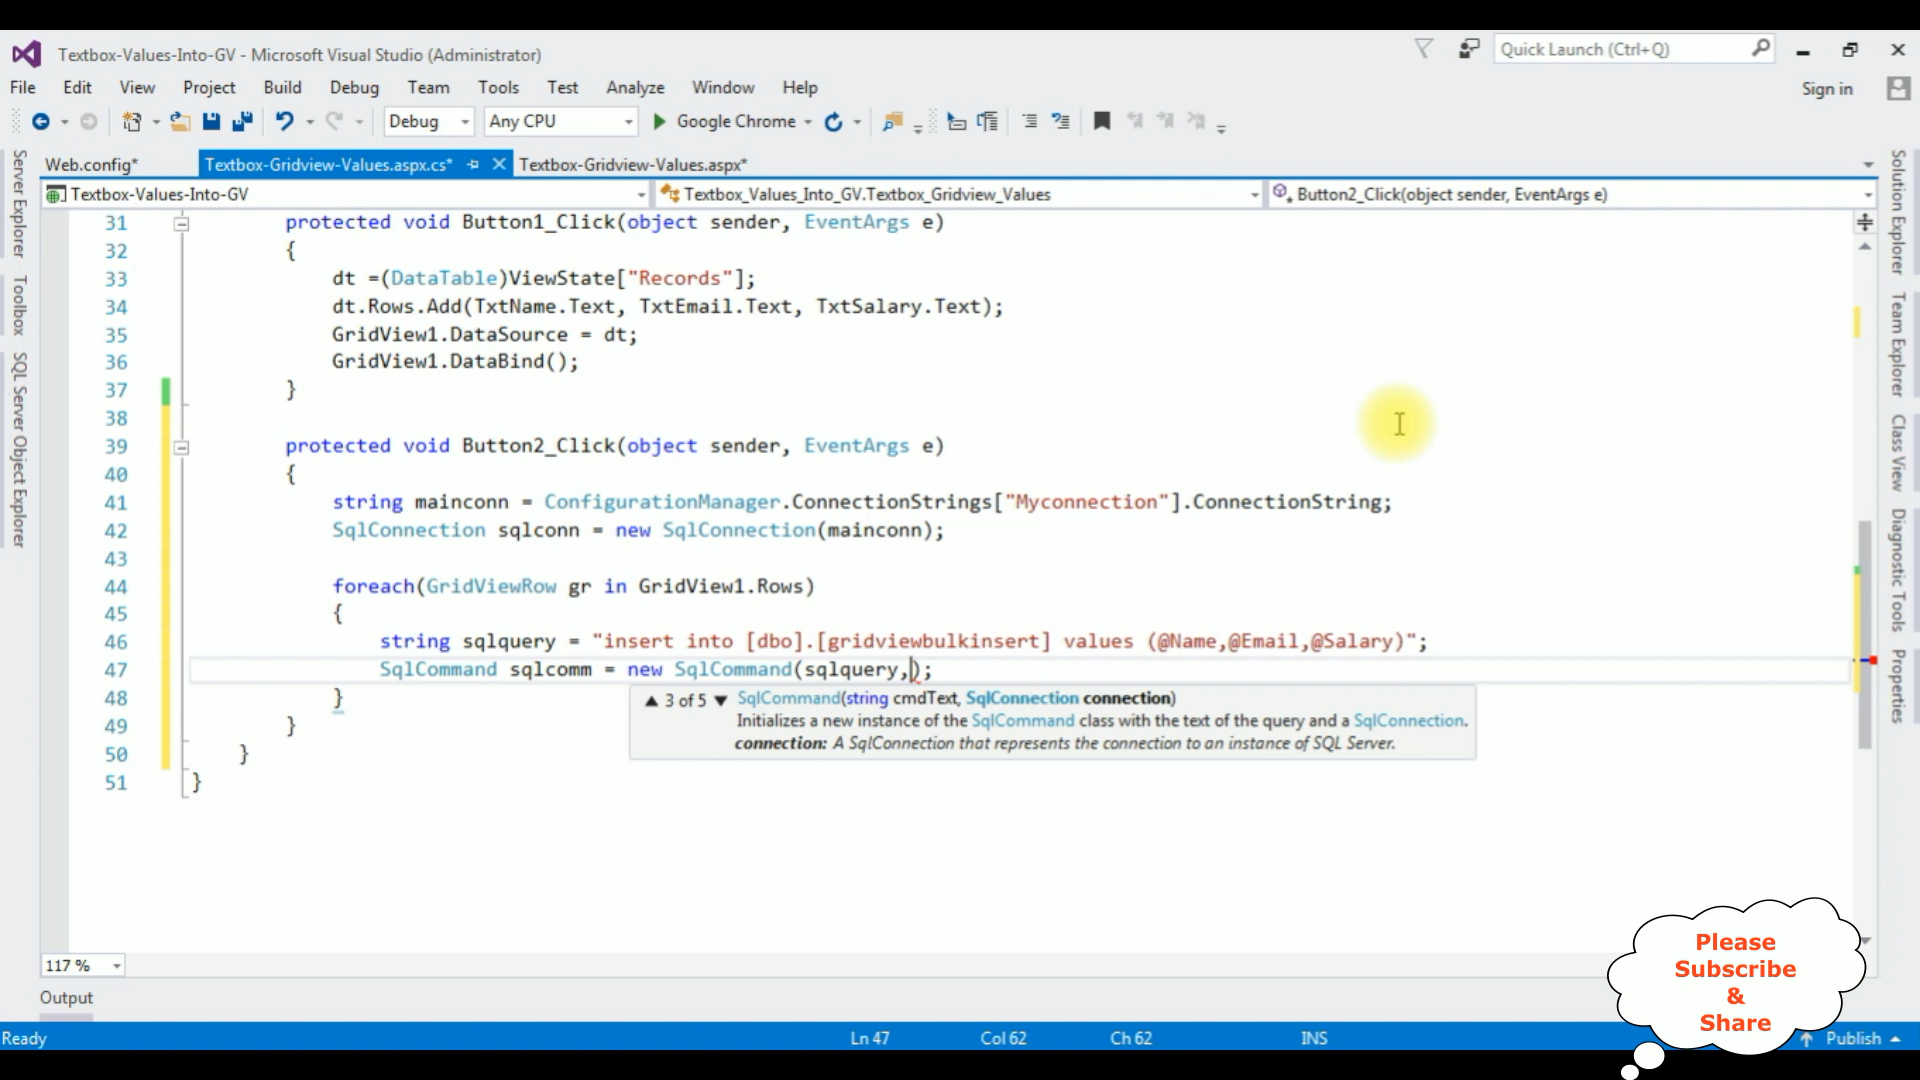 Textbox-Values-Into-GV - Microsoft Visual Studio (Administrator)
Quick Launch (Ctrl+Q)
File Edit View Project Build Debug Team Tools Test Analyze Window Help
Sign in
Debug Any CPU Google Chrome
Web.config* Textbox-Gridview-Values.aspx.cs* Textbox-Gridview-Values.aspx*
Textbox-Values-Into-GV Textbox_Values_Into_GV.Textbox_Gridview_Values Button2_Click(object sender, EventArgs e)
Server Explorer
Toolbox
SQL Server Object Explorer
31 protected void Button1_Click(object sender, EventArgs e)
32 {
33 dt =(DataTable)ViewState["Records"];
34 dt.Rows.Add(TxtName.Text, TxtEmail.Text, TxtSalary.Text);
35 GridView1.DataSource = dt;
36 GridView1.DataBind();
37 }
38
39 protected void Button2_Click(object sender, EventArgs e)
40 {
41 string mainconn = ConfigurationManager.ConnectionStrings["Myconnection"].ConnectionString;
42 SqlConnection sqlconn = new SqlConnection(mainconn);
43
44 foreach(GridViewRow gr in GridView1.Rows)
45 {
46 string sqlquery = "insert into [dbo].[gridviewbulkinsert] values (@Name,@Email,@Salary)";
47 SqlCommand sqlcomm = new SqlCommand(sqlquery,);
48 }
49 }
50 }
51 }
▲ 3 of 5 ▼ SqlCommand(string cmdText, SqlConnection connection)
Initializes a new instance of the SqlCommand class with the text of the query and a SqlConnection.
connection: A SqlConnection that represents the connection to an instance of SQL Server.
Solution Explorer
Team Explorer
Class View
Diagnostic Tools
Properties
117 %
Output
Please
Subscribe
&
Share
Ready Ln 47 Col 62 Ch 62 INS Publish